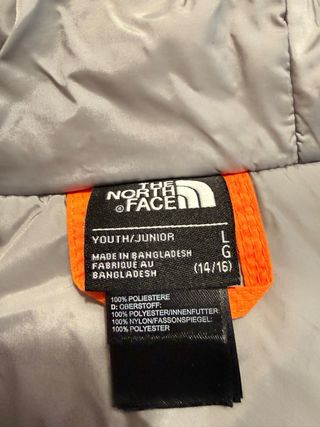 THE
NORTH
FACE
®
YOUTH/JUNIOR
L
G
(14/16)
MADE IN BANGLADESH
FABRIQUÉ AU
BANGLADESH
100% POLIESTERE
D: OBERSTOFF:
100% POLYESTER/INNENFUTTER:
100% NYLON/FASSONSPIEGEL:
100% POLYESTER